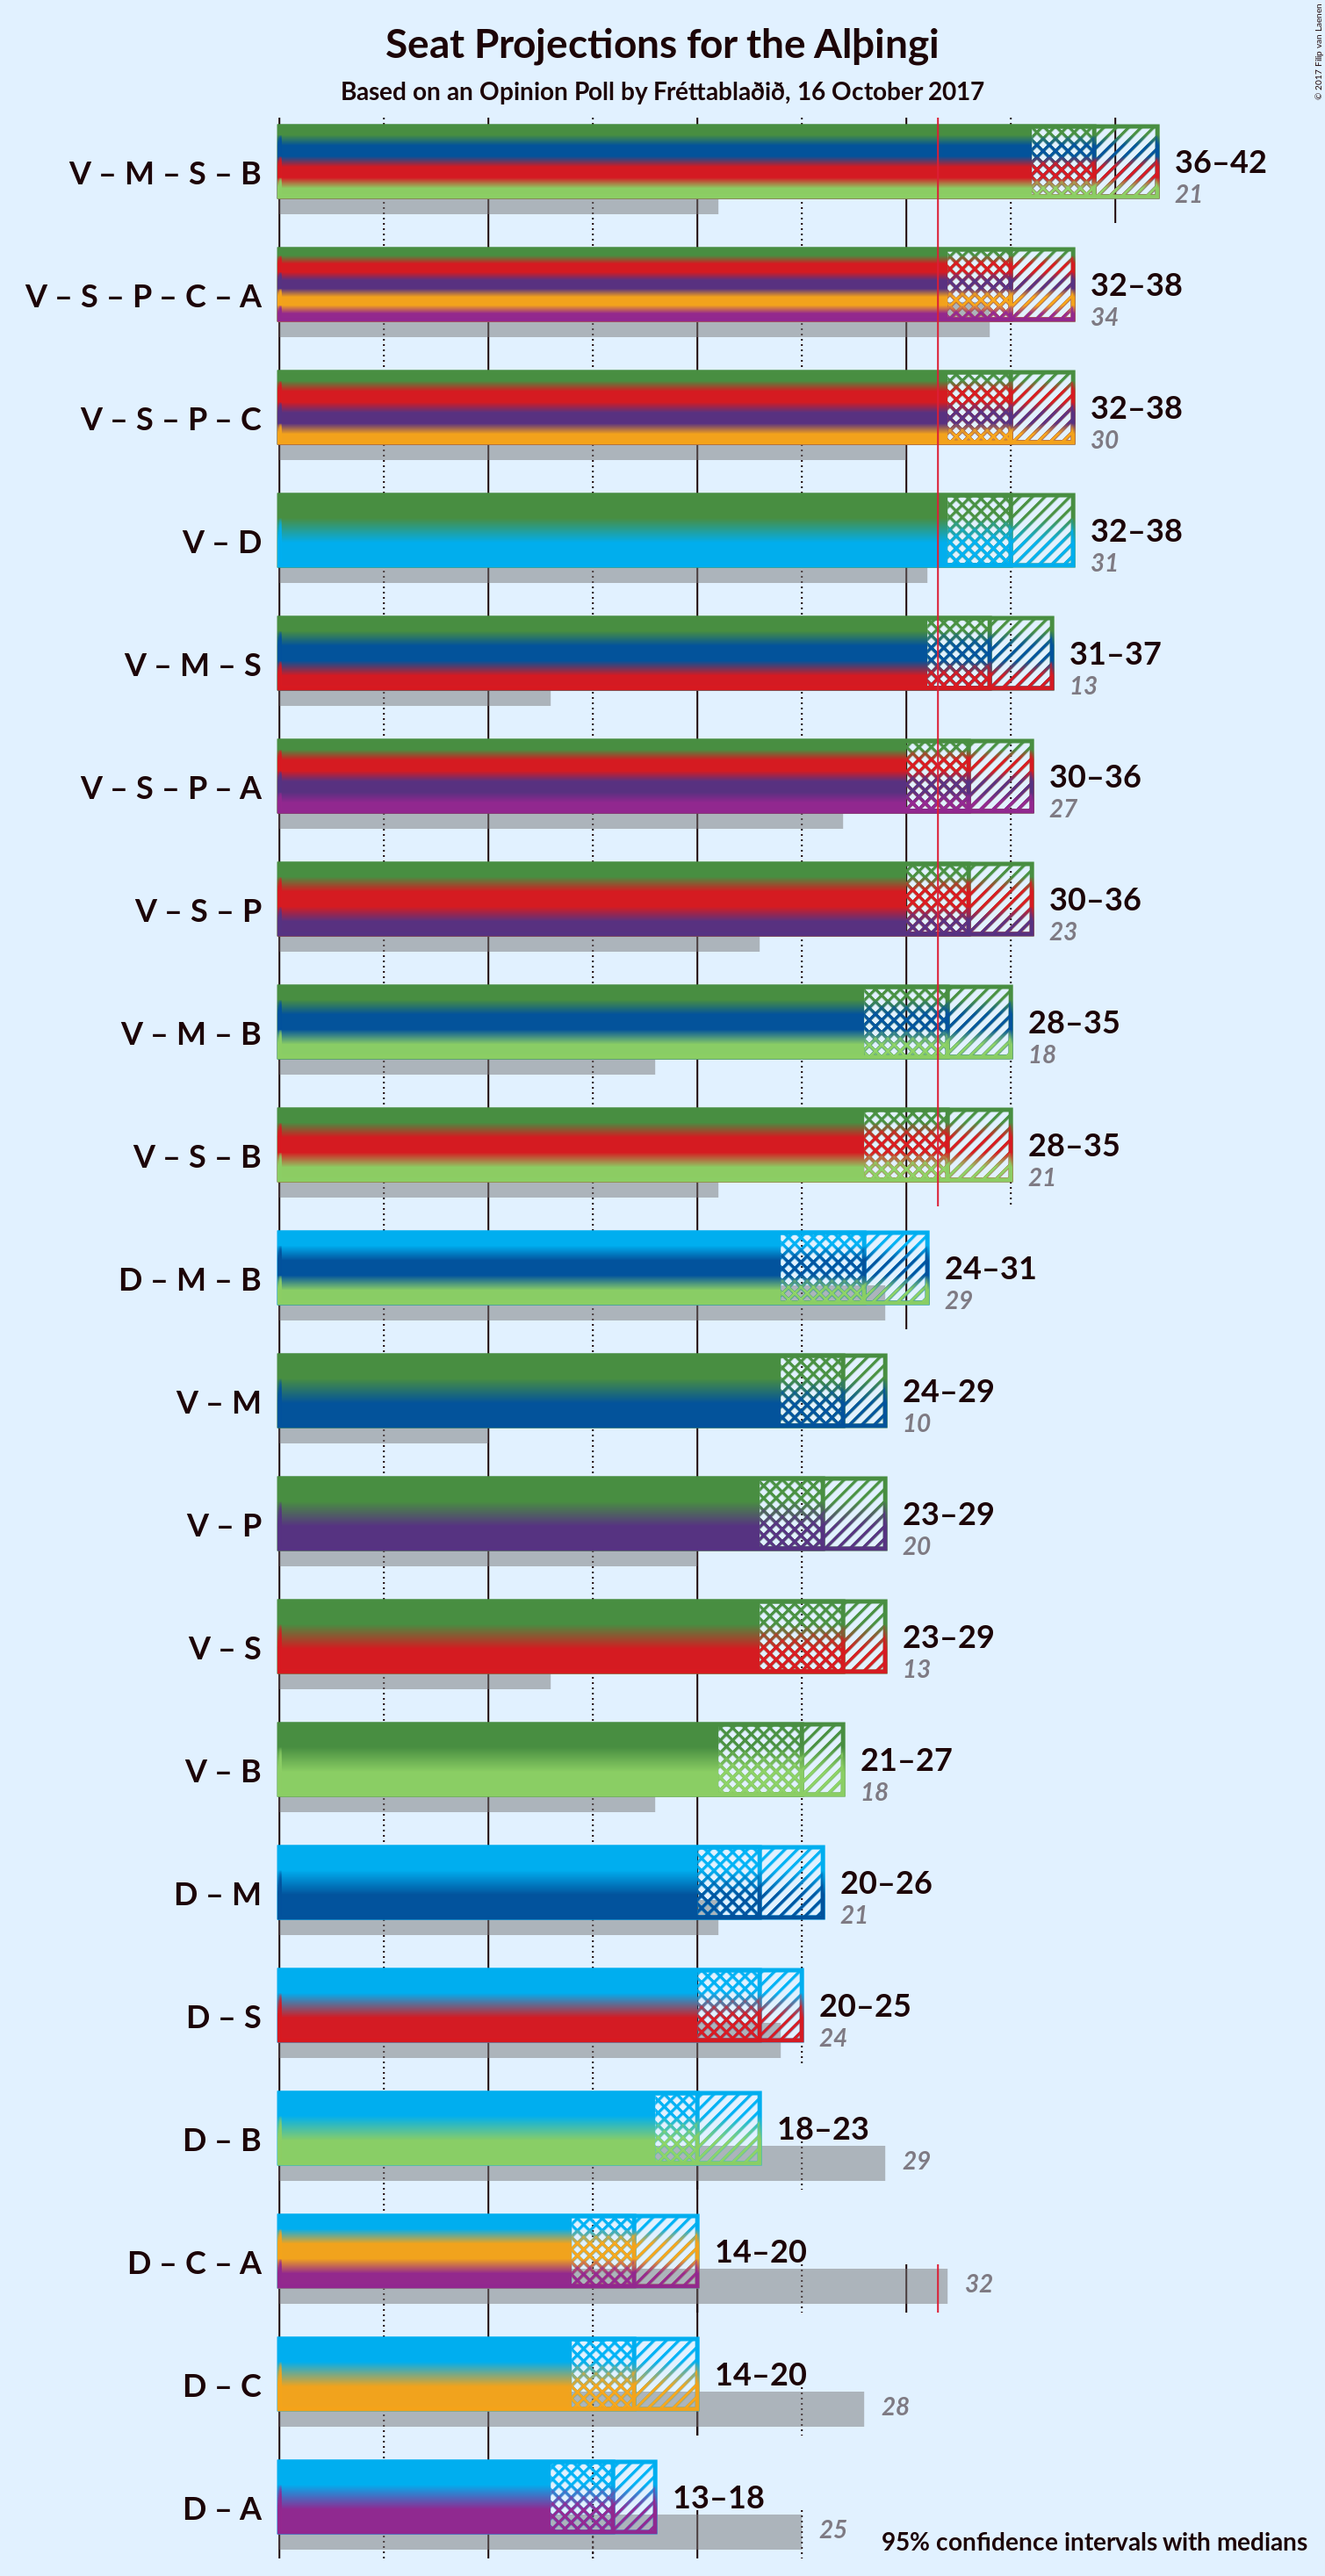 Seat Projections for the Alþingi
Based on an Opinion Poll by Fréttablaðið, 16 October 2017
© 2017 Filip van Laenen
V – M – S – B
36–42
21
V – S – P – C – A
32–38
34
V – S – P – C
32–38
30
V – D
32–38
31
V – M – S
31–37
13
V – S – P – A
30–36
27
V – S – P
30–36
23
V – M – B
28–35
18
V – S – B
28–35
21
D – M – B
24–31
29
V – M
24–29
10
V – P
23–29
20
V – S
23–29
13
V – B
21–27
18
D – M
20–26
21
D – S
20–25
24
D – B
18–23
29
D – C – A
14–20
32
D – C
14–20
28
D – A
13–18
25
95% confidence intervals with medians